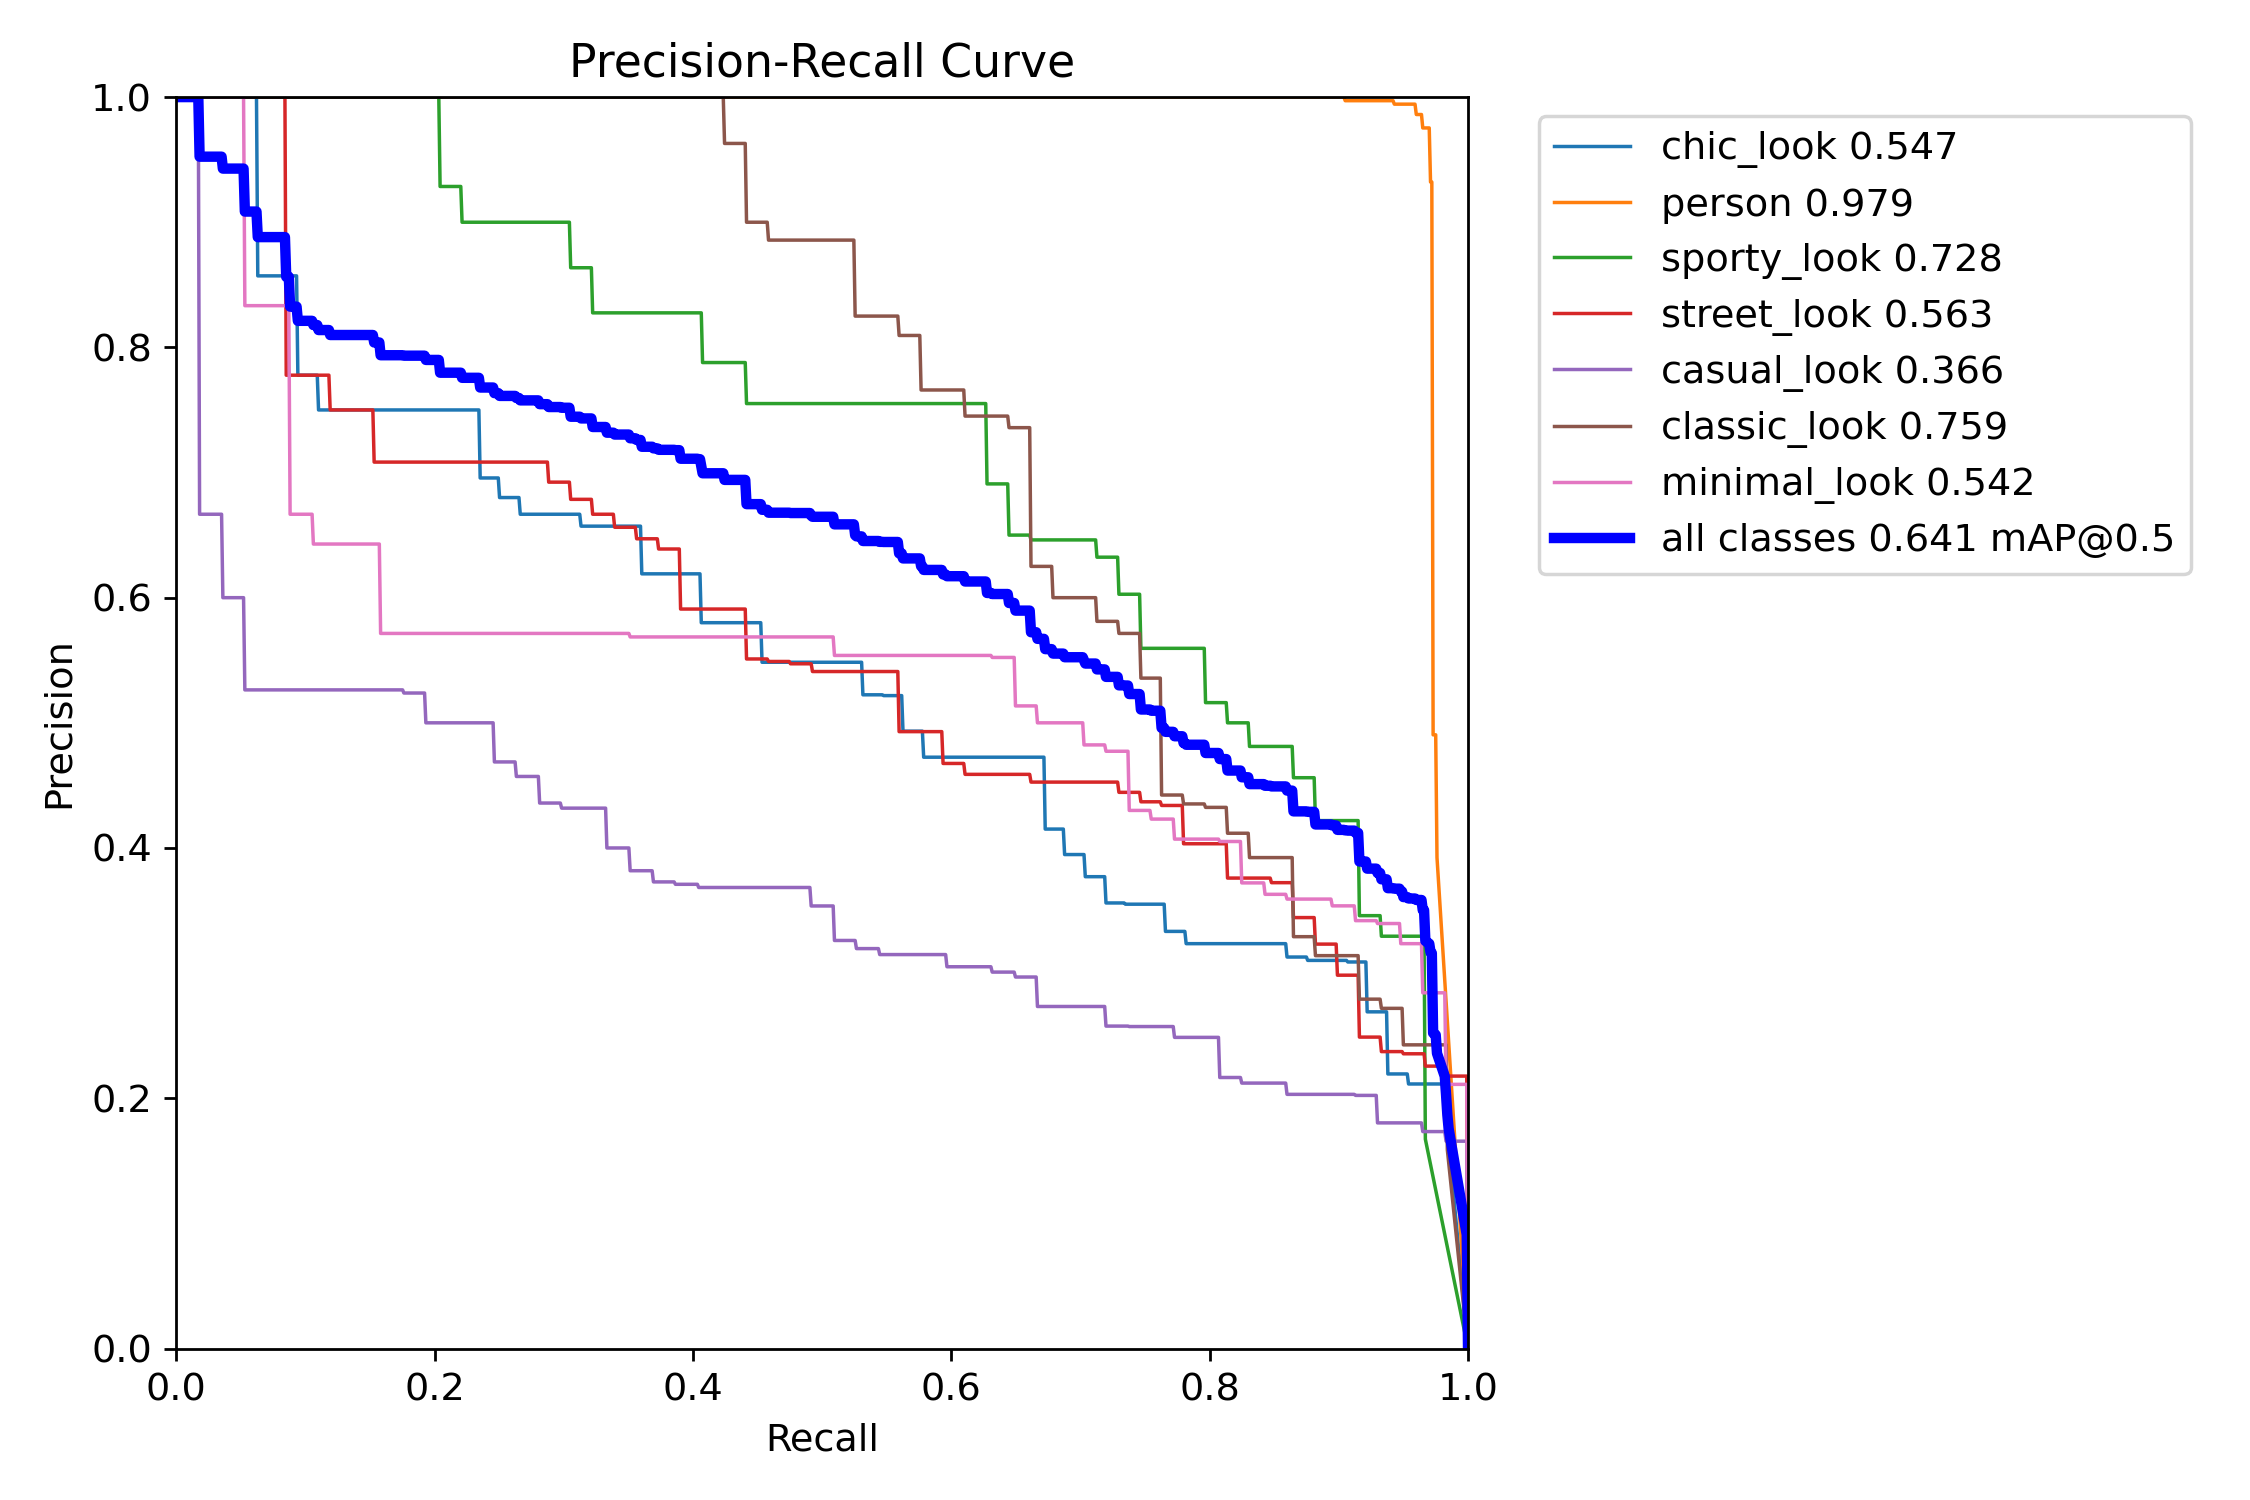 Precision-Recall Curve
1.0
0.8
0.6
0.4
0.2
0.0
Precision
0.0 0.2 0.4 0.6 0.8 1.0
Recall
chic_look 0.547
person 0.979
sporty_look 0.728
street_look 0.563
casual_look 0.366
classic_look 0.759
minimal_look 0.542
all classes 0.641 mAP@0.5